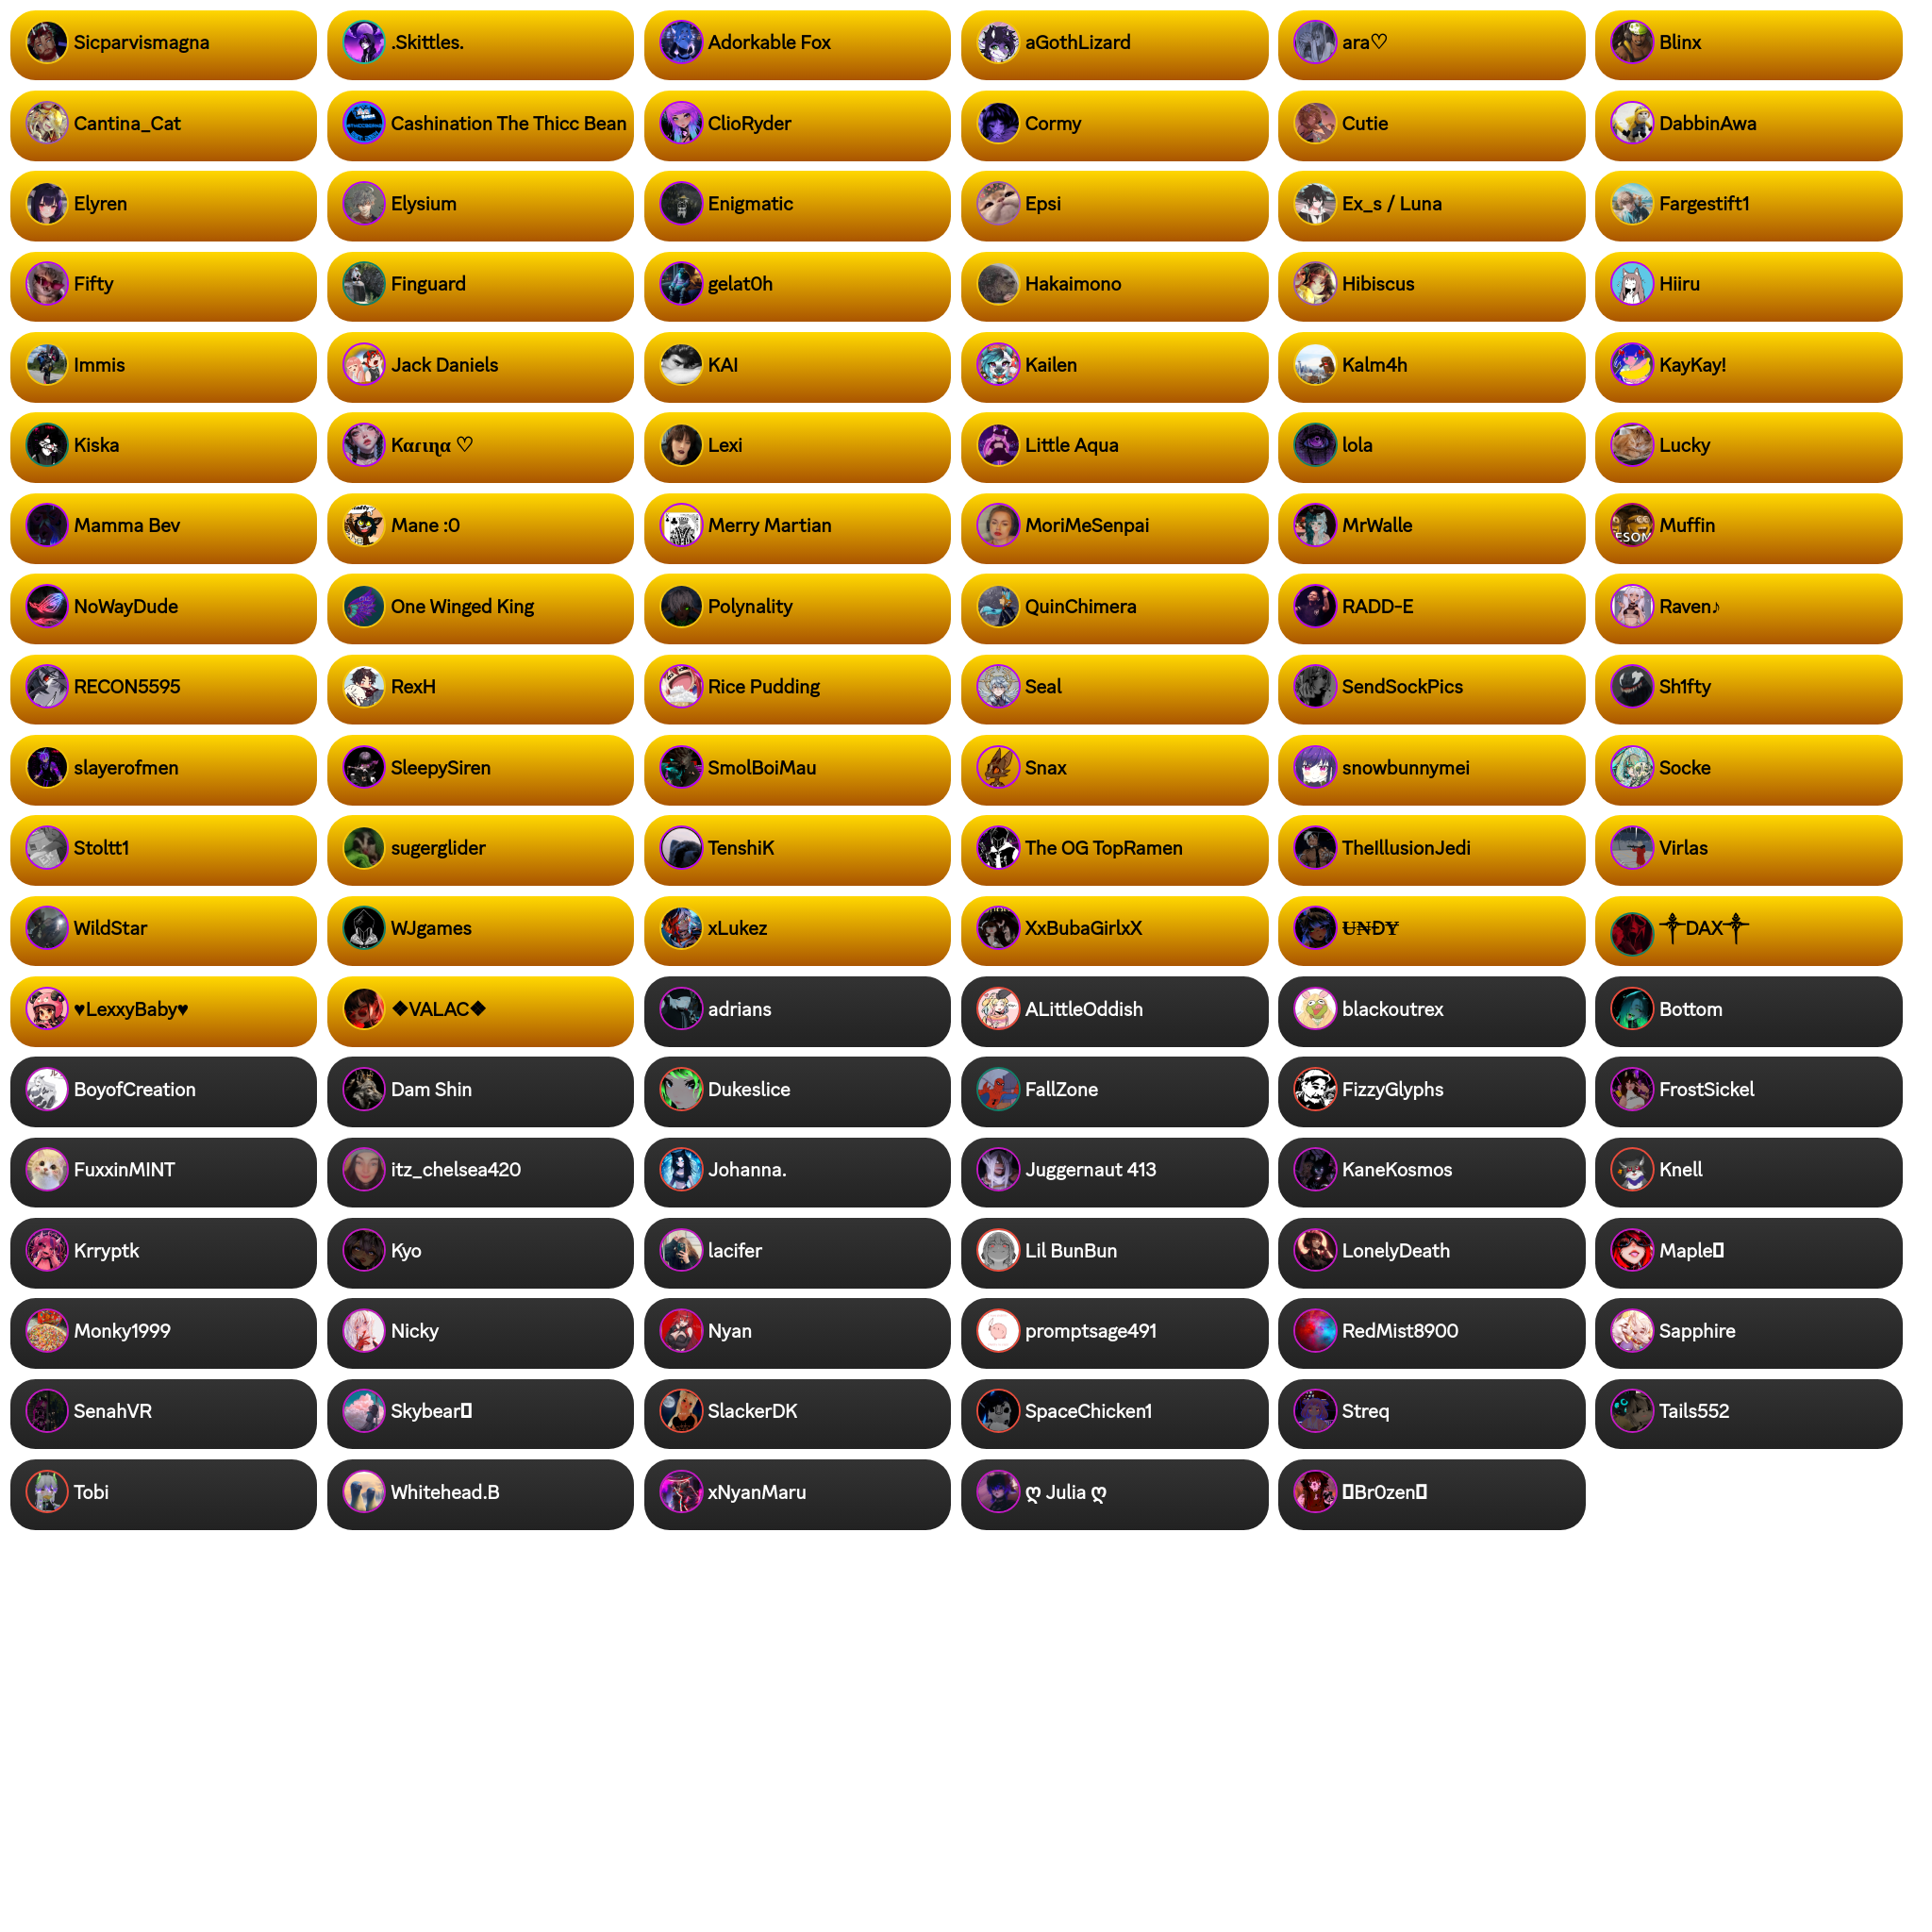 Sicparvismagna .Skittles. Adorkable Fox aGothLizard ara♡ Blinx
Cantina_Cat Cashination The Thicc Bean ClioRyder Cormy Cutie DabbinAwa
Elyren Elysium Enigmatic Epsi Ex_s / Luna Fargestift1
Fifty Finguard gelat0h Hakaimono Hibiscus Hiiru
Immis Jack Daniels KAI Kailen Kalm4h KayKay!
Kiska Kαɾιɳα ♡ Lexi Little Aqua lola Lucky
Mamma Bev Mane :0 Merry Martian MoriMeSenpai MrWalle Muffin
NoWayDude One Winged King Polynality QuinChimera RADD-E Raven♪
RECON5595 RexH Rice Pudding Seal SendSockPics Sh1fty
slayerofmen SleepySiren SmolBoiMau Snax snowbunnymei Socke
Stoltt1 sugerglider TenshiK The OG TopRamen TheIllusionJedi Virlas
WildStar WJgames xLukez XxBubaGirlxX U̶N̶ĐY̶ ⸸DAX⸸
♥LexxyBaby♥ ◆VALAC◆ adrians ALittleOddish blackoutrex Bottom
BoyofCreation Dam Shin Dukeslice FallZone FizzyGlyphs FrostSickel
FuxxinMINT itz_chelsea420 Johanna. Juggernaut 413 KaneKosmos Knell
Krryptk Kyo lacifer Lil BunBun LonelyDeath Maple
Monky1999 Nicky Nyan promptsage491 RedMist8900 Sapphire
SenahVR Skybear SlackerDK SpaceChicken1 Streq Tails552
Tobi Whitehead.B xNyanMaru ღ Julia ღ Br0zen